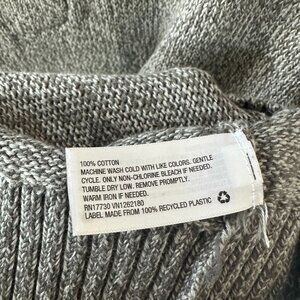 100% COTTON
MACHINE WASH COLD WITH LIKE COLORS. GENTLE
CYCLE. ONLY NON-CHLORINE BLEACH IF NEEDED.
TUMBLE DRY LOW. REMOVE PROMPTLY.
WARM IRON IF NEEDED.
RN17730 VN1262180
LABEL MADE FROM 100% RECYCLED PLASTIC